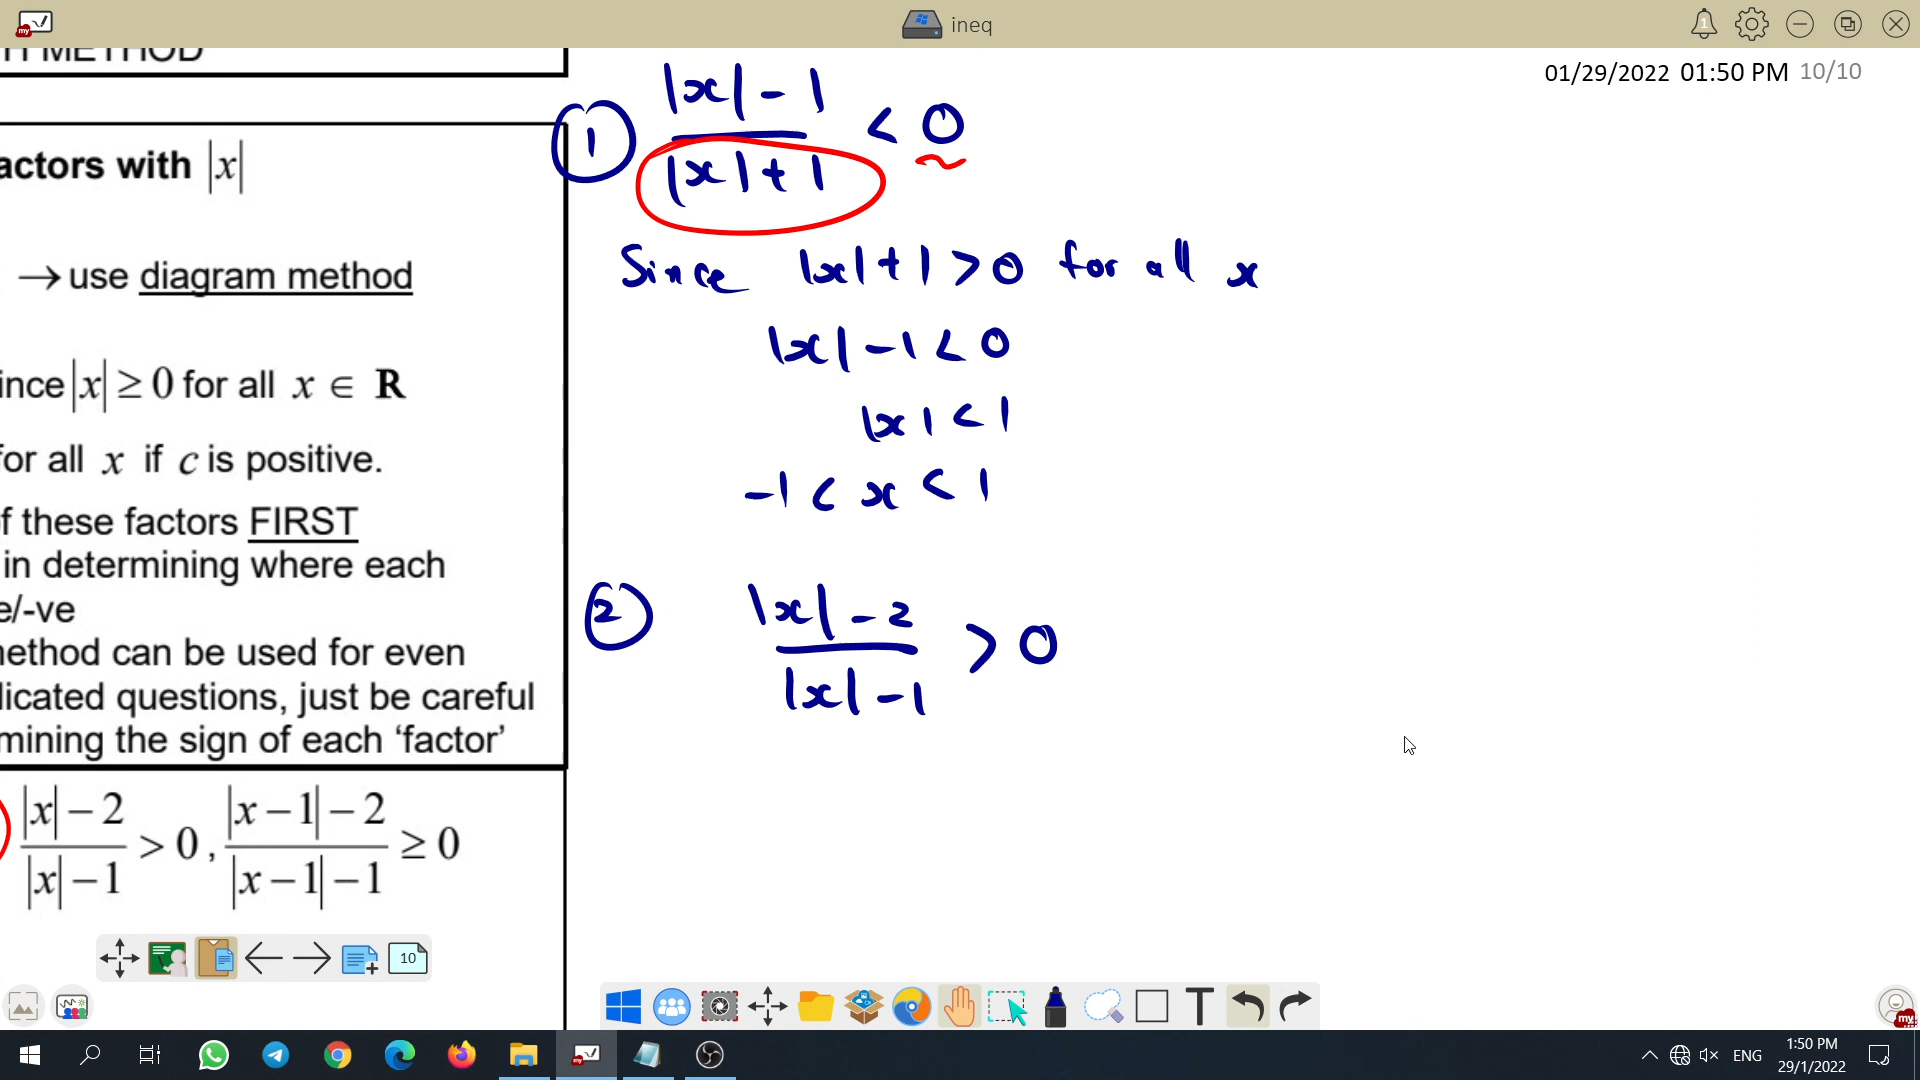 ineq
01/29/2022 01:50 PM 10/10
METHOD
actors with |x|
→ use diagram method
ince |x| ≥ 0 for all x ∈ R
for all x if c is positive.
f these factors FIRST
in determining where each
e/-ve
nethod can be used for even
licated questions, just be careful
mining the sign of each ‘factor’
(|x| − 2)/(|x| − 1) > 0 , (|x − 1| − 2)/(|x − 1| − 1) ≥ 0
① (|x| - 1)/(|x| + 1) < 0
Since |x| + 1 > 0 for all x
|x| - 1 < 0
|x| < 1
-1 < x < 1
② (|x| - 2)/(|x| - 1) > 0
10
T
my
ENG
1:50 PM
29/1/2022